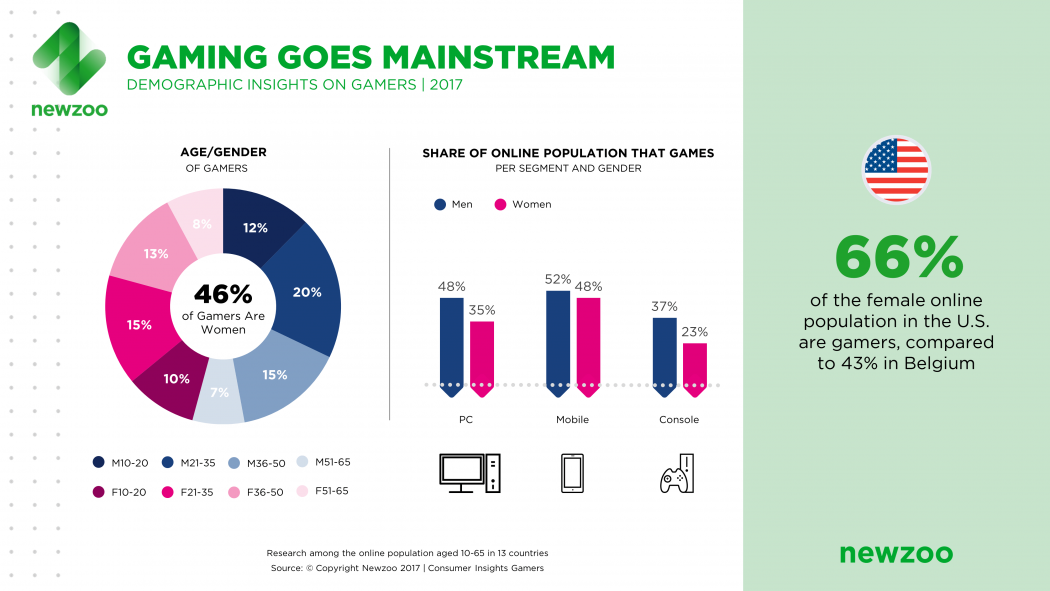 newzoo
GAMING GOES MAINSTREAM
DEMOGRAPHIC INSIGHTS ON GAMERS | 2017
AGE/GENDER
OF GAMERS
8%
12%
13%
20%
15%
15%
10%
7%
46%
of Gamers Are
Women
M10-20
M21-35
M36-50
M51-65
F10-20
F21-35
F36-50
F51-65
SHARE OF ONLINE POPULATION THAT GAMES
PER SEGMENT AND GENDER
Men
Women
48%
35%
52%
48%
37%
23%
PC
Mobile
Console
Research among the online population aged 10-65 in 13 countries
Source: © Copyright Newzoo 2017 | Consumer Insights Gamers
66%
of the female online
population in the U.S.
are gamers, compared
to 43% in Belgium
newzoo